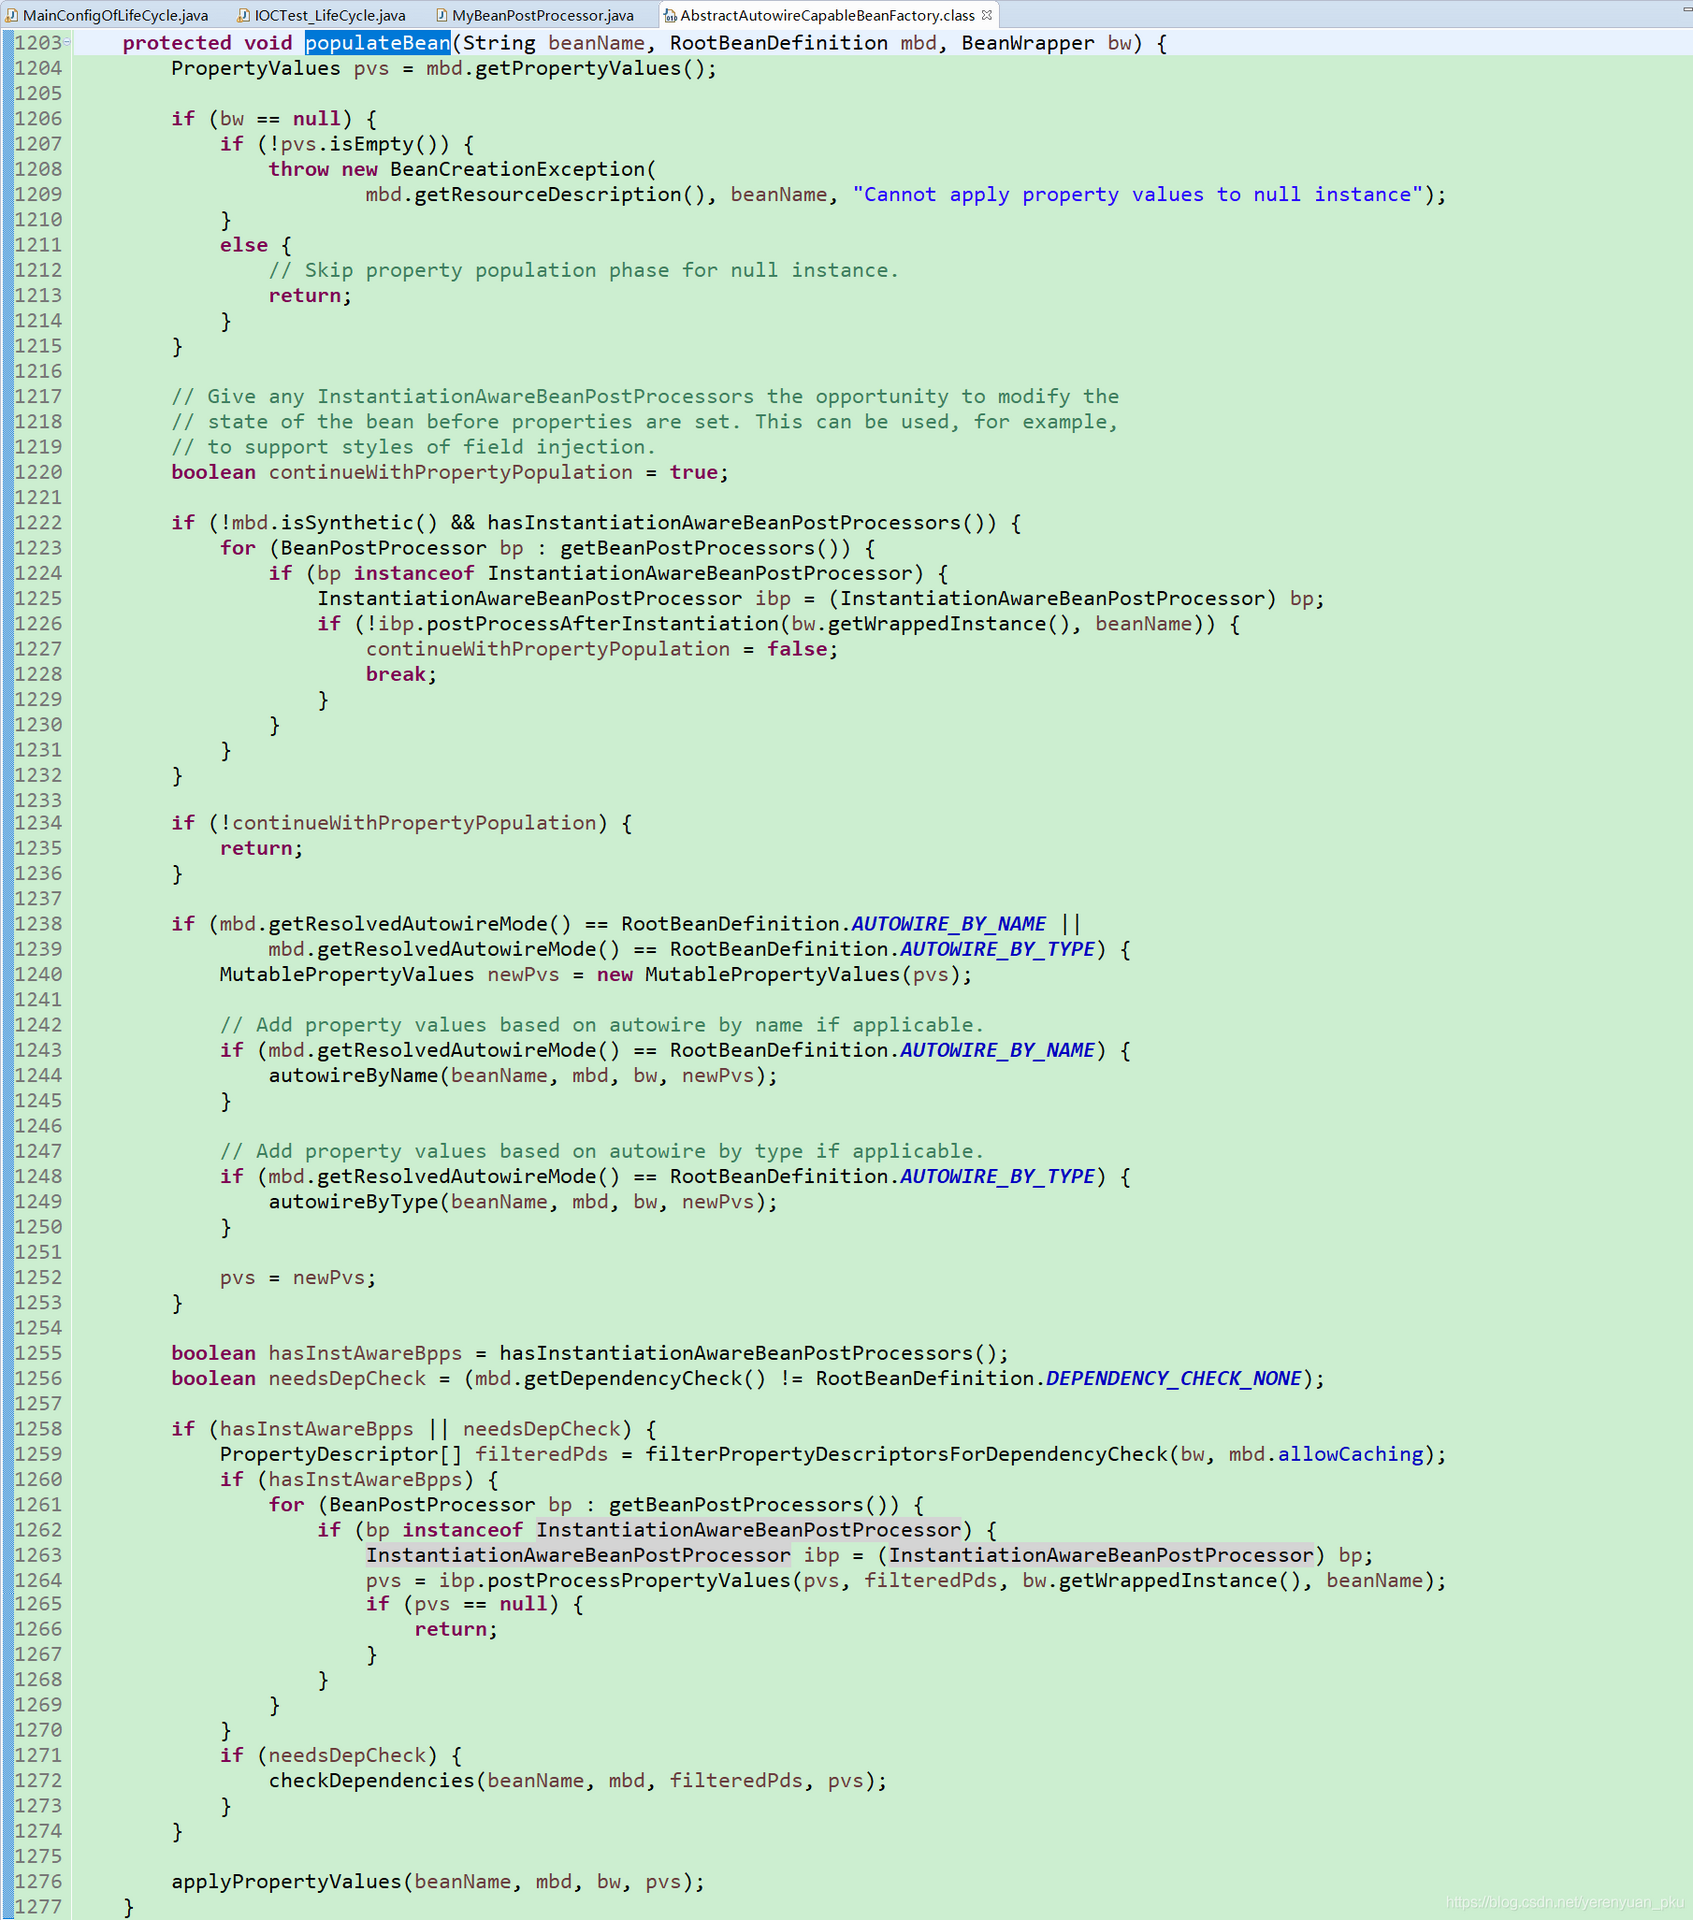 MainConfigOfLifeCycle.java IOCTest_LifeCycle.java MyBeanPostProcessor.java AbstractAutowireCapableBeanFactory.class
1203 protected void populateBean(String beanName, RootBeanDefinition mbd, BeanWrapper bw) {
1204 PropertyValues pvs = mbd.getPropertyValues();
1205
1206 if (bw == null) {
1207 if (!pvs.isEmpty()) {
1208 throw new BeanCreationException(
1209 mbd.getResourceDescription(), beanName, "Cannot apply property values to null instance");
1210 }
1211 else {
1212 // Skip property population phase for null instance.
1213 return;
1214 }
1215 }
1216
1217 // Give any InstantiationAwareBeanPostProcessors the opportunity to modify the
1218 // state of the bean before properties are set. This can be used, for example,
1219 // to support styles of field injection.
1220 boolean continueWithPropertyPopulation = true;
1221
1222 if (!mbd.isSynthetic() && hasInstantiationAwareBeanPostProcessors()) {
1223 for (BeanPostProcessor bp : getBeanPostProcessors()) {
1224 if (bp instanceof InstantiationAwareBeanPostProcessor) {
1225 InstantiationAwareBeanPostProcessor ibp = (InstantiationAwareBeanPostProcessor) bp;
1226 if (!ibp.postProcessAfterInstantiation(bw.getWrappedInstance(), beanName)) {
1227 continueWithPropertyPopulation = false;
1228 break;
1229 }
1230 }
1231 }
1232 }
1233
1234 if (!continueWithPropertyPopulation) {
1235 return;
1236 }
1237
1238 if (mbd.getResolvedAutowireMode() == RootBeanDefinition.AUTOWIRE_BY_NAME ||
1239 mbd.getResolvedAutowireMode() == RootBeanDefinition.AUTOWIRE_BY_TYPE) {
1240 MutablePropertyValues newPvs = new MutablePropertyValues(pvs);
1241
1242 // Add property values based on autowire by name if applicable.
1243 if (mbd.getResolvedAutowireMode() == RootBeanDefinition.AUTOWIRE_BY_NAME) {
1244 autowireByName(beanName, mbd, bw, newPvs);
1245 }
1246
1247 // Add property values based on autowire by type if applicable.
1248 if (mbd.getResolvedAutowireMode() == RootBeanDefinition.AUTOWIRE_BY_TYPE) {
1249 autowireByType(beanName, mbd, bw, newPvs);
1250 }
1251
1252 pvs = newPvs;
1253 }
1254
1255 boolean hasInstAwareBpps = hasInstantiationAwareBeanPostProcessors();
1256 boolean needsDepCheck = (mbd.getDependencyCheck() != RootBeanDefinition.DEPENDENCY_CHECK_NONE);
1257
1258 if (hasInstAwareBpps || needsDepCheck) {
1259 PropertyDescriptor[] filteredPds = filterPropertyDescriptorsForDependencyCheck(bw, mbd.allowCaching);
1260 if (hasInstAwareBpps) {
1261 for (BeanPostProcessor bp : getBeanPostProcessors()) {
1262 if (bp instanceof InstantiationAwareBeanPostProcessor) {
1263 InstantiationAwareBeanPostProcessor ibp = (InstantiationAwareBeanPostProcessor) bp;
1264 pvs = ibp.postProcessPropertyValues(pvs, filteredPds, bw.getWrappedInstance(), beanName);
1265 if (pvs == null) {
1266 return;
1267 }
1268 }
1269 }
1270 }
1271 if (needsDepCheck) {
1272 checkDependencies(beanName, mbd, filteredPds, pvs);
1273 }
1274 }
1275
1276 applyPropertyValues(beanName, mbd, bw, pvs);
1277 }
https://blog.csdn.net/yerenyuan_pku